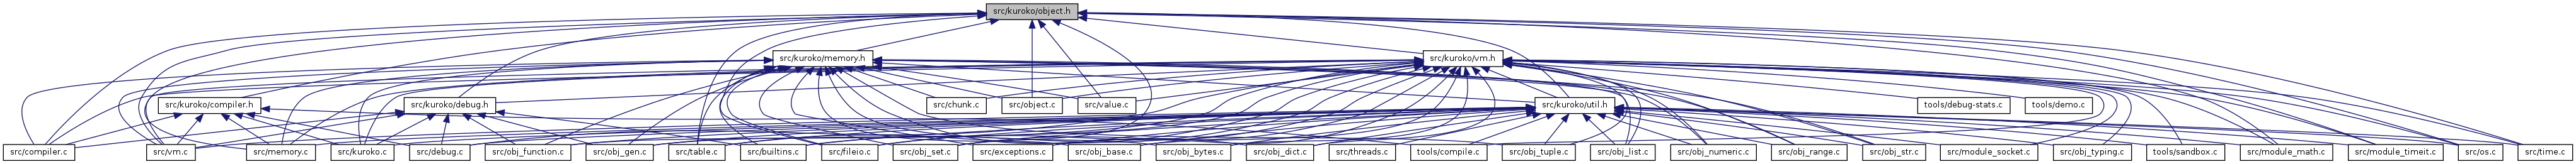 src/kuroko/object.h
src/kuroko/memory.h
src/kuroko/vm.h
src/kuroko/compiler.h
src/kuroko/debug.h
src/chunk.c
src/object.c
src/value.c
src/kuroko/util.h
tools/debug-stats.c
tools/demo.c
src/compiler.c
src/vm.c
src/memory.c
src/kuroko.c
src/debug.c
src/obj_function.c
src/obj_gen.c
src/table.c
src/builtins.c
src/fileio.c
src/obj_set.c
src/exceptions.c
src/obj_base.c
src/obj_bytes.c
src/obj_dict.c
src/threads.c
tools/compile.c
src/obj_tuple.c
src/obj_list.c
src/obj_numeric.c
src/obj_range.c
src/obj_str.c
src/module_socket.c
src/obj_typing.c
tools/sandbox.c
src/module_math.c
src/module_timeit.c
src/os.c
src/time.c